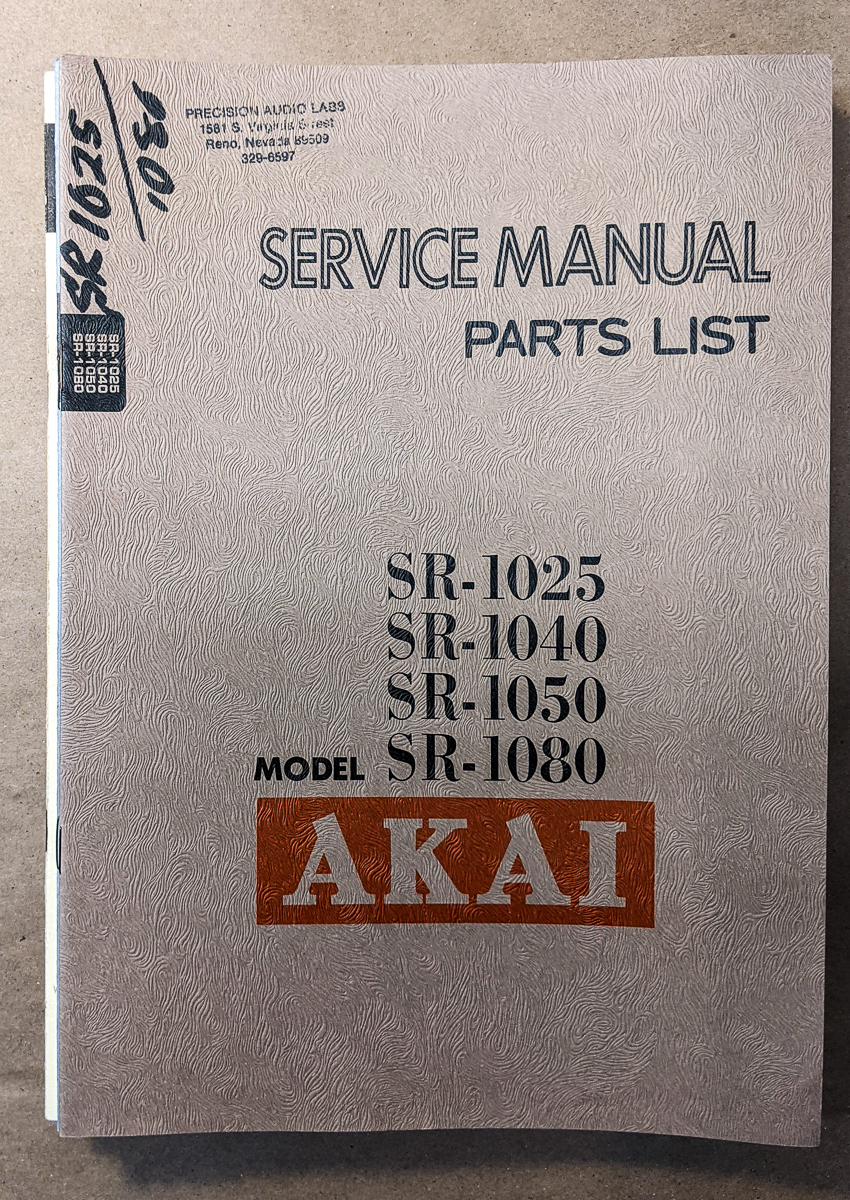 SR 1025
1080
PRECISION AUDIO LABS
1581 S. Virginia Street
Reno, Nevada 89509
329-6597
SERVICE MANUAL
PARTS LIST
SR-1025
SR-1040
SR-1050
SR-1080
SR-1025
SR-1040
SR-1050
MODEL SR-1080
AKAI